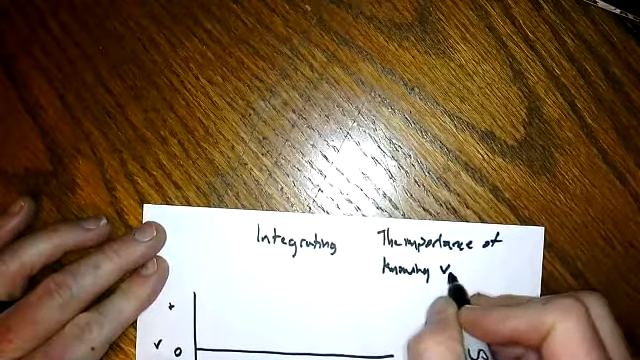 Integrating
The importance of
knowing v
+
v
0
S